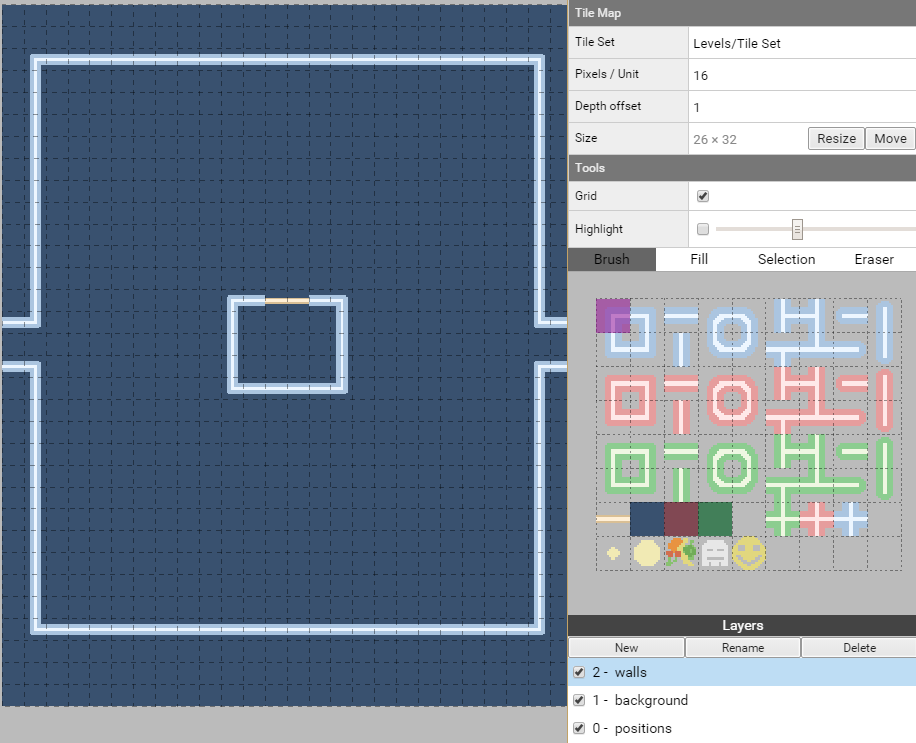 Tile Map
Tile Set Levels/Tile Set
Pixels / Unit 16
Depth offset 1
Size 26 × 32 Resize Move
Tools
Grid
Highlight
Brush Fill Selection Eraser
Layers
New Rename Delete
2 - walls
1 - background
0 - positions